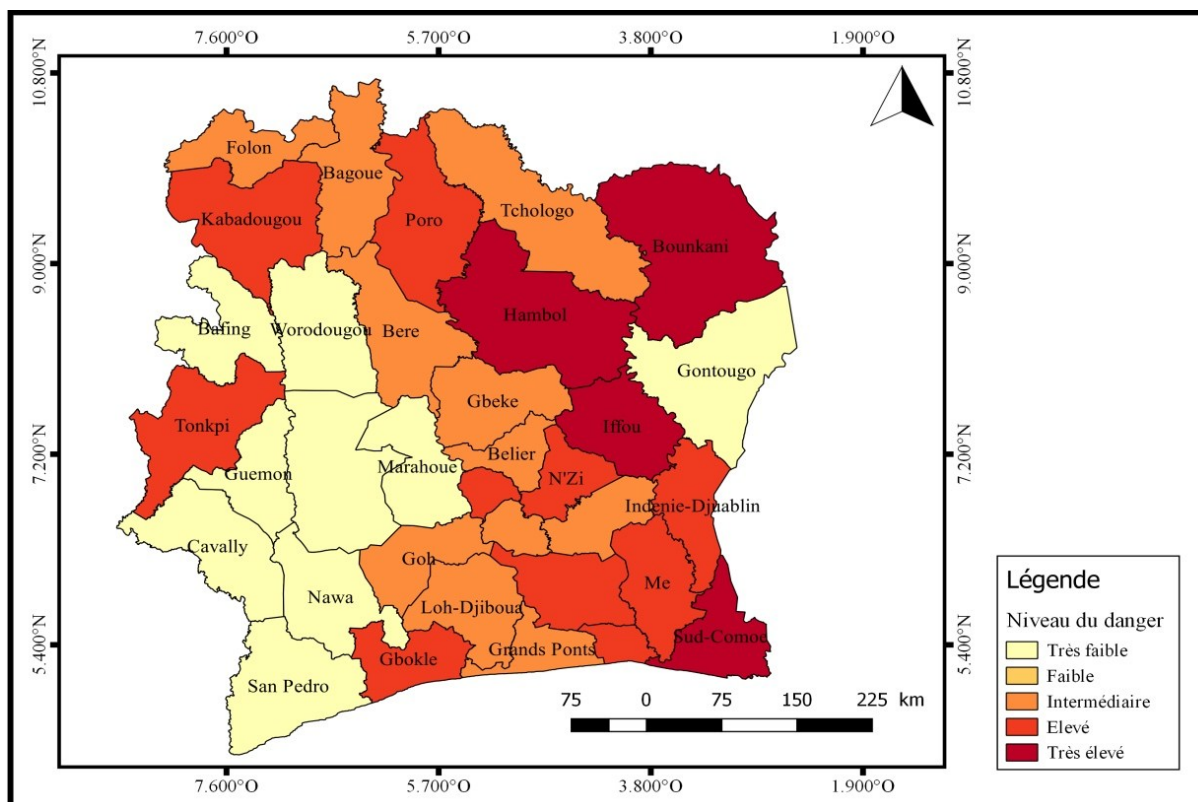 7.600°O 5.700°O 3.800°O 1.900°O
10.800°N 10.800°N
Folon
Bagoue
Kabadougou
Poro
Tchologo
Bounkani
9.000°N 9.000°N
Hambol
Bafing
Worodougou
Bere
Gontougo
Gbeke
Tonkpi
Iffou
7.200°N 7.200°N
Belier
Marahoue
Guemon
N'Zi
Indenie-Djuablin
Cavally
Goh
Me
Nawa
Loh-Djiboua
Sud-Comoe
5.400°N 5.400°N
Grands Ponts
Gbokle
San Pedro
75 0 75 150 225 km
7.600°O 5.700°O 3.800°O 1.900°O
Légende
Niveau du danger
Très faible
Faible
Intermédiaire
Elevé
Très élevé